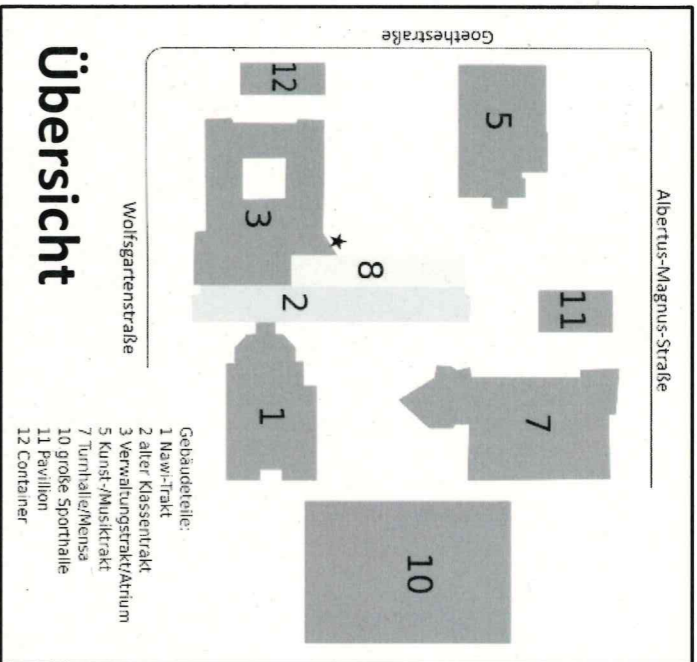 Albertus-Magnus-Straße
11
7
5
10
Goethestraße
8
2
12
1
3
Gebäudeteile:
1 Nawi-Trakt
2 alter Klassentrakt
3 Verwaltungstrakt/Atrium
5 Kunst-/Musiktrakt
7 Turnhalle/Mensa
10 große Sporthalle
11 Pavillion
12 Container
Wolfsgartenstraße
Übersicht